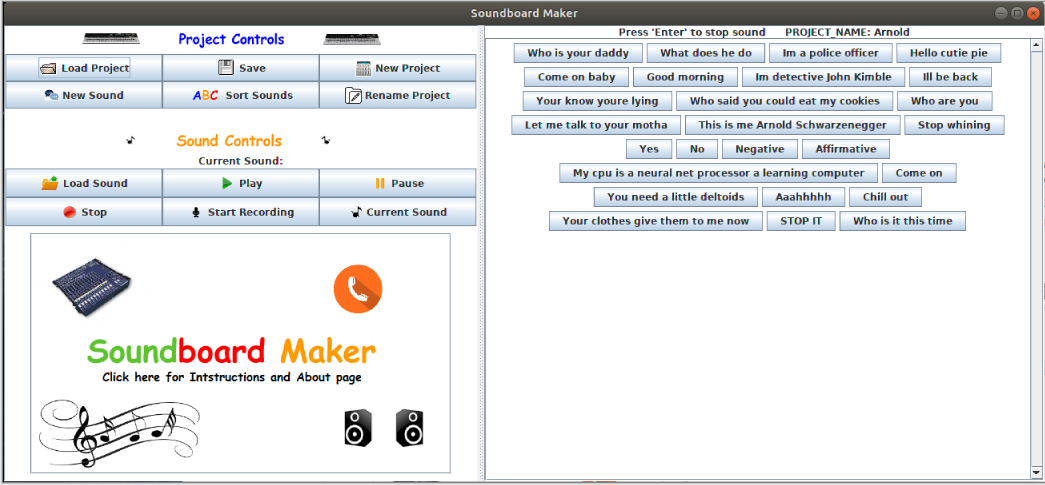 Soundboard Maker
Project Controls
Load Project Save New Project
New Sound ABC Sort Sounds Rename Project
Sound Controls
Current Sound:
Load Sound Play Pause
Stop Start Recording Current Sound
Soundboard Maker
Click here for Intstructions and About page
Press 'Enter' to stop sound PROJECT_NAME: Arnold
Who is your daddy What does he do Im a police officer Hello cutie pie
Come on baby Good morning Im detective John Kimble Ill be back
Your know youre lying Who said you could eat my cookies Who are you
Let me talk to your motha This is me Arnold Schwarzenegger Stop whining
Yes No Negative Affirmative
My cpu is a neural net processor a learning computer Come on
You need a little deltoids Aaahhhhh Chill out
Your clothes give them to me now STOP IT Who is it this time